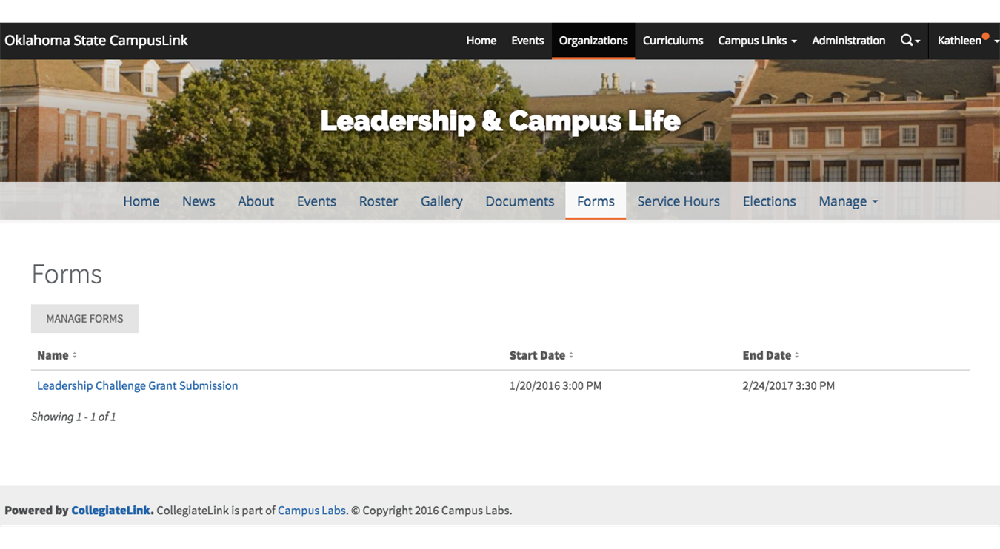 Oklahoma State CampusLink Home Events Organizations Curriculums Campus Links Administration Kathleen
Leadership & Campus Life
Home News About Events Roster Gallery Documents Forms Service Hours Elections Manage
Forms
MANAGE FORMS
Name Start Date End Date
Leadership Challenge Grant Submission 1/20/2016 3:00 PM 2/24/2017 3:30 PM
Showing 1 - 1 of 1
Powered by CollegiateLink. CollegiateLink is part of Campus Labs. © Copyright 2016 Campus Labs.